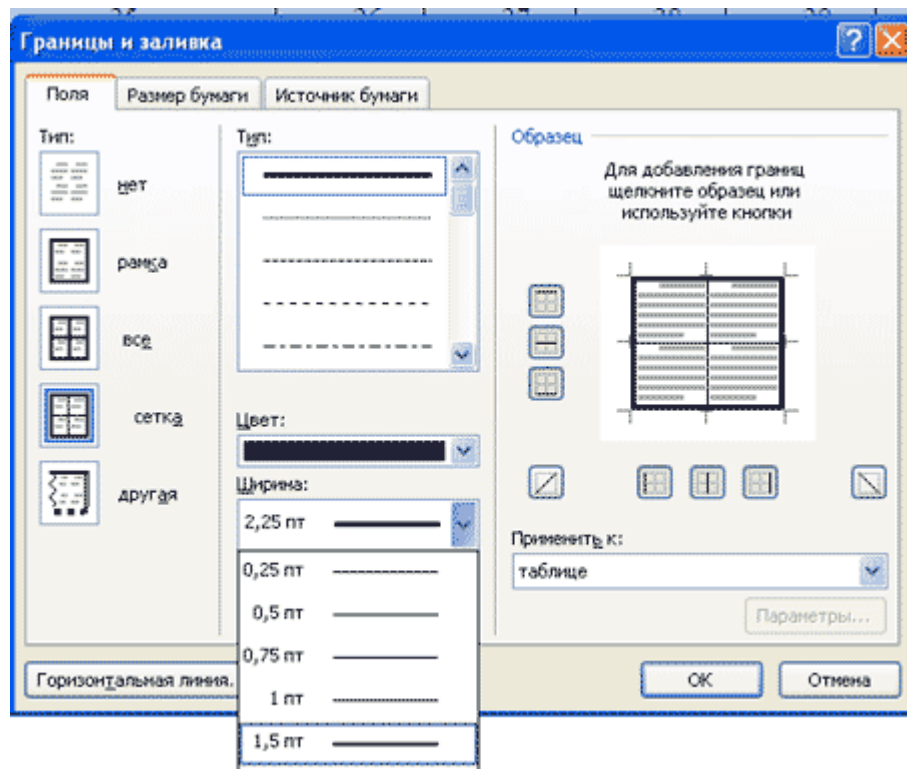 Границы и заливка
Поля
Размер бумаги
Источник бумаги
Тип:
нет
рамка
все
сетка
другая
Тип:
Цвет:
Ширина:
2,25 пт
0,25 пт
0,5 пт
0,75 пт
1 пт
1,5 пт
Образец
Для добавления границ
щелкните образец или
используйте кнопки
Применить к:
таблице
Параметры...
Горизонтальная линия.
ОК
Отмена